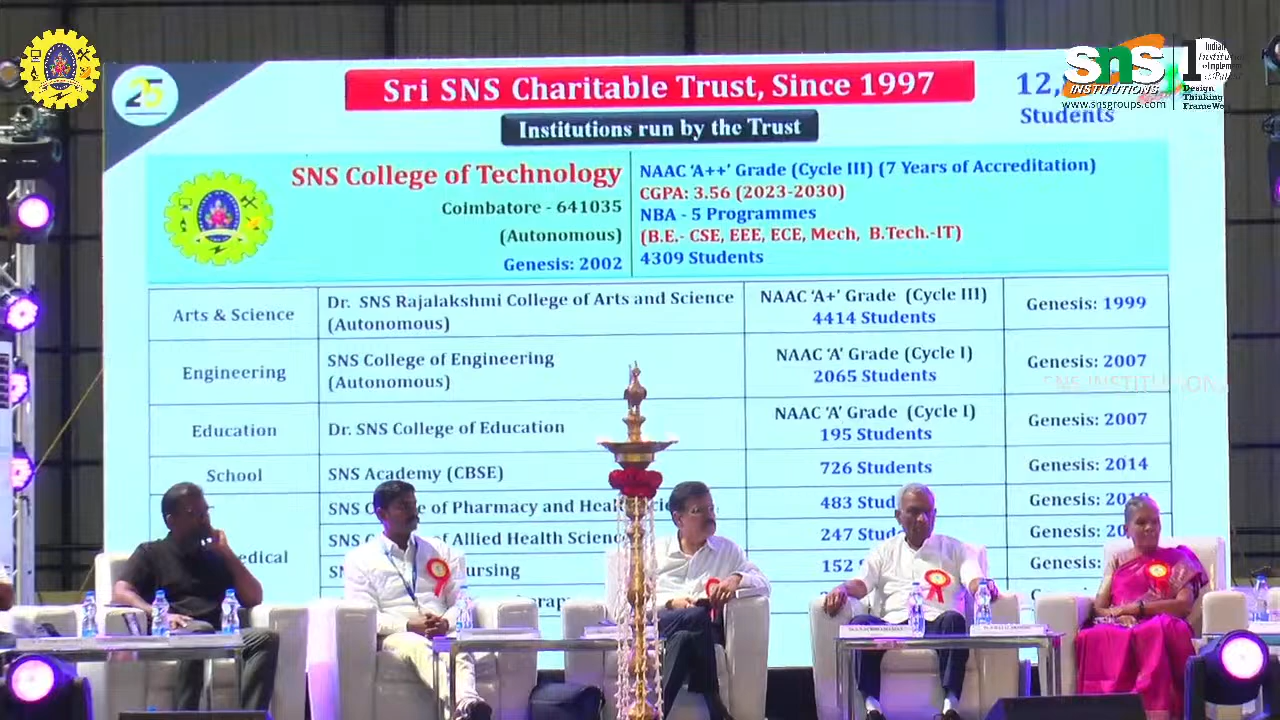 25
Sri SNS Charitable Trust, Since 1997
Institutions run by the Trust
12,
Students
sns
INSTITUTIONS
www.snsgroups.com
Design
Thinking
SNS College of Technology
Coimbatore - 641035
(Autonomous)
Genesis: 2002
NAAC ‘A++’ Grade (Cycle III) (7 Years of Accreditation)
CGPA: 3.56 (2023-2030)
NBA - 5 Programmes
(B.E.- CSE, EEE, ECE, Mech, B.Tech.-IT)
4309 Students
Arts & Science
Dr. SNS Rajalakshmi College of Arts and Science
(Autonomous)
NAAC ‘A+’ Grade (Cycle III)
4414 Students
Genesis: 1999
Engineering
SNS College of Engineering
(Autonomous)
NAAC ‘A’ Grade (Cycle I)
2065 Students
Genesis: 2007
SNS INSTITUTIONS
Education
Dr. SNS College of Education
NAAC ‘A’ Grade (Cycle I)
195 Students
Genesis: 2007
School
SNS Academy (CBSE)
726 Students
Genesis: 2014
of Pharmacy and
483
Genesis:
of Allied Health
247
Genesis:
152
Genesis: